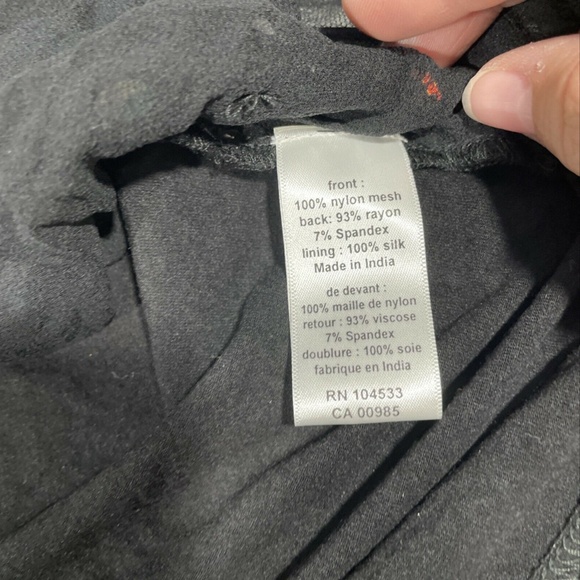 front :
100% nylon mesh
back: 93% rayon
7% Spandex
lining : 100% silk
Made in India
de devant :
100% maille de nylon
retour : 93% viscose
7% Spandex
doublure : 100% soie
fabrique en India
RN 104533
CA 00985